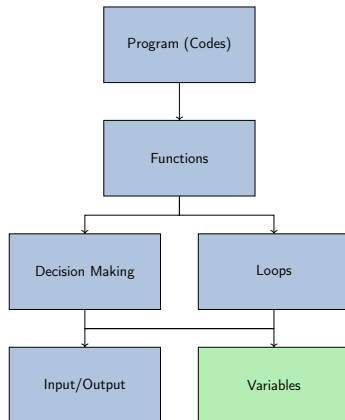 Program (Codes)
Functions
Decision Making
Loops
Input/Output
Variables